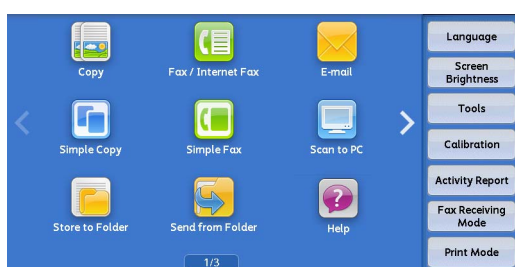 Copy
Fax / Internet Fax
E-mail
Simple Copy
Simple Fax
Scan to PC
Store to Folder
Send from Folder
Help
1/3
Language
Screen
Brightness
Tools
Calibration
Activity Report
Fax Receiving
Mode
Print Mode